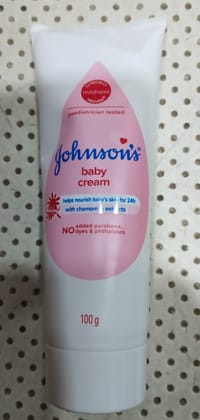 mildness
paediatrician tested
Johnson's
baby
cream
helps nourish baby's skin for 24h
with chamomile extracts
NO added parabens,
dyes & phthalates
100 g